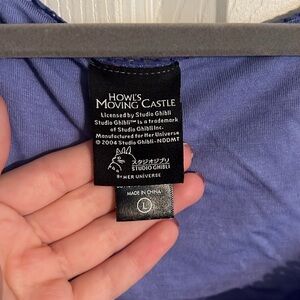 HOWL'S
MOVING CASTLE
Licensed by Studio Ghibli
Studio Ghibli™ is a trademark
of Studio Ghibli Inc.
Manufactured for Her Universe
© 2004 Studio Ghibli - NDDMT
スタジオジブリ
STUDIO GHIBLI
BY HER UNIVERSE
MADE IN CHINA
L